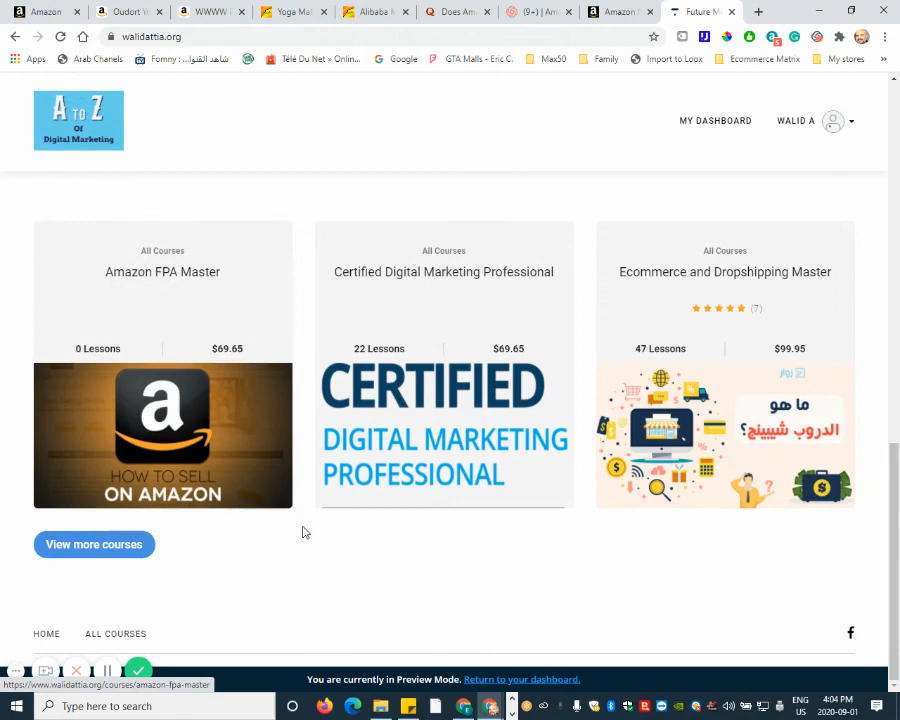 Amazon
Oudort Yo
WWWW F
Yoga Mat
Alibaba M
Does Am
(9+) | Am
Amazon F
Future M
walidattia.org
Apps
Arab Chanels
Fomny : شاهد القنوا...
Télé Du Net » Onlin...
Google
GTA Malls - Eric C.
Max50
Family
Import to Loox
Ecommerce Matrix
My stores
»
A TO Z
Of
Digital Marketing
MY DASHBOARD
WALID A
All Courses
Amazon FPA Master
0 Lessons
$69.65
a
HOW TO SELL
ON AMAZON
All Courses
Certified Digital Marketing Professional
22 Lessons
$69.65
CERTIFIED
DIGITAL MARKETING
PROFESSIONAL
All Courses
Ecommerce and Dropshipping Master
(7)
47 Lessons
$99.95
زوار
ما هو
الدروب شيبينج؟
View more courses
HOME
ALL COURSES
You are currently in Preview Mode. Return to your dashboard.
https://www.walidattia.org/courses/amazon-fpa-master
Type here to search
ENG
US
4:04 PM
2020-09-01